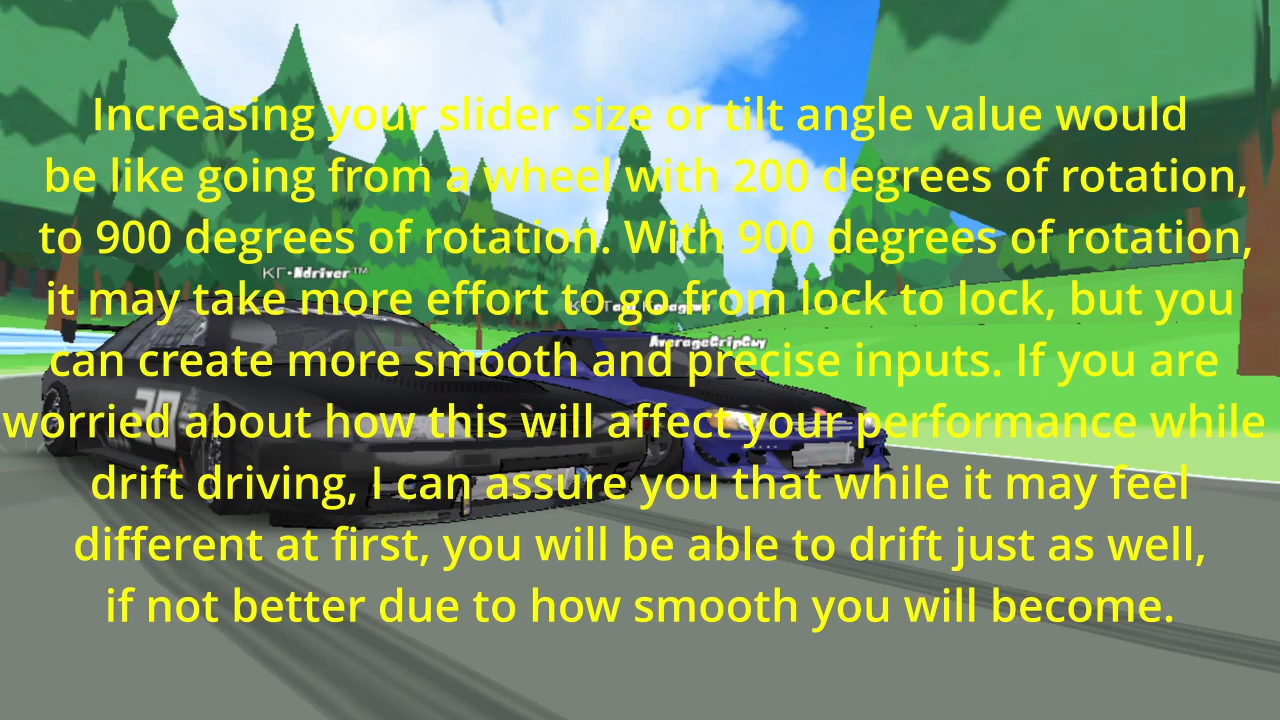 Increasing your slider size or tilt angle value would
be like going from a wheel with 200 degrees of rotation,
to 900 degrees of rotation. With 900 degrees of rotation,
KF-Ndriver™
it may take more effort to go from lock to lock, but you
AverageGripGuy
can create more smooth and precise inputs. If you are
worried about how this will affect your performance while
drift driving, I can assure you that while it may feel
different at first, you will be able to drift just as well,
if not better due to how smooth you will become.